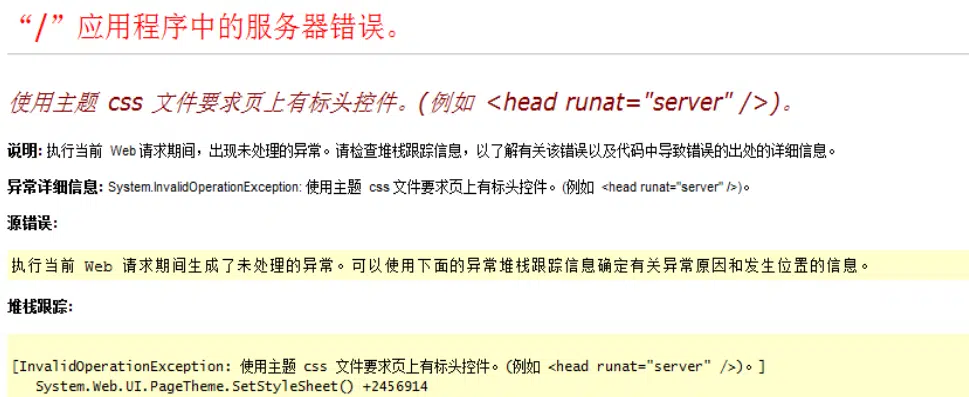 “/”应用程序中的服务器错误。
使用主题 css 文件要求页上有标头控件。(例如 <head runat="server" />)。
说明: 执行当前 Web 请求期间，出现未处理的异常。请检查堆栈跟踪信息，以了解有关该错误以及代码中导致错误的出处的详细信息。
异常详细信息: System.InvalidOperationException: 使用主题 css 文件要求页上有标头控件。(例如 <head runat="server" />)。
源错误:
执行当前 Web 请求期间生成了未处理的异常。可以使用下面的异常堆栈跟踪信息确定有关异常原因和发生位置的信息。
堆栈跟踪:
[InvalidOperationException: 使用主题 css 文件要求页上有标头控件。(例如 <head runat="server" />)。]
System.Web.UI.PageTheme.SetStyleSheet() +2456914